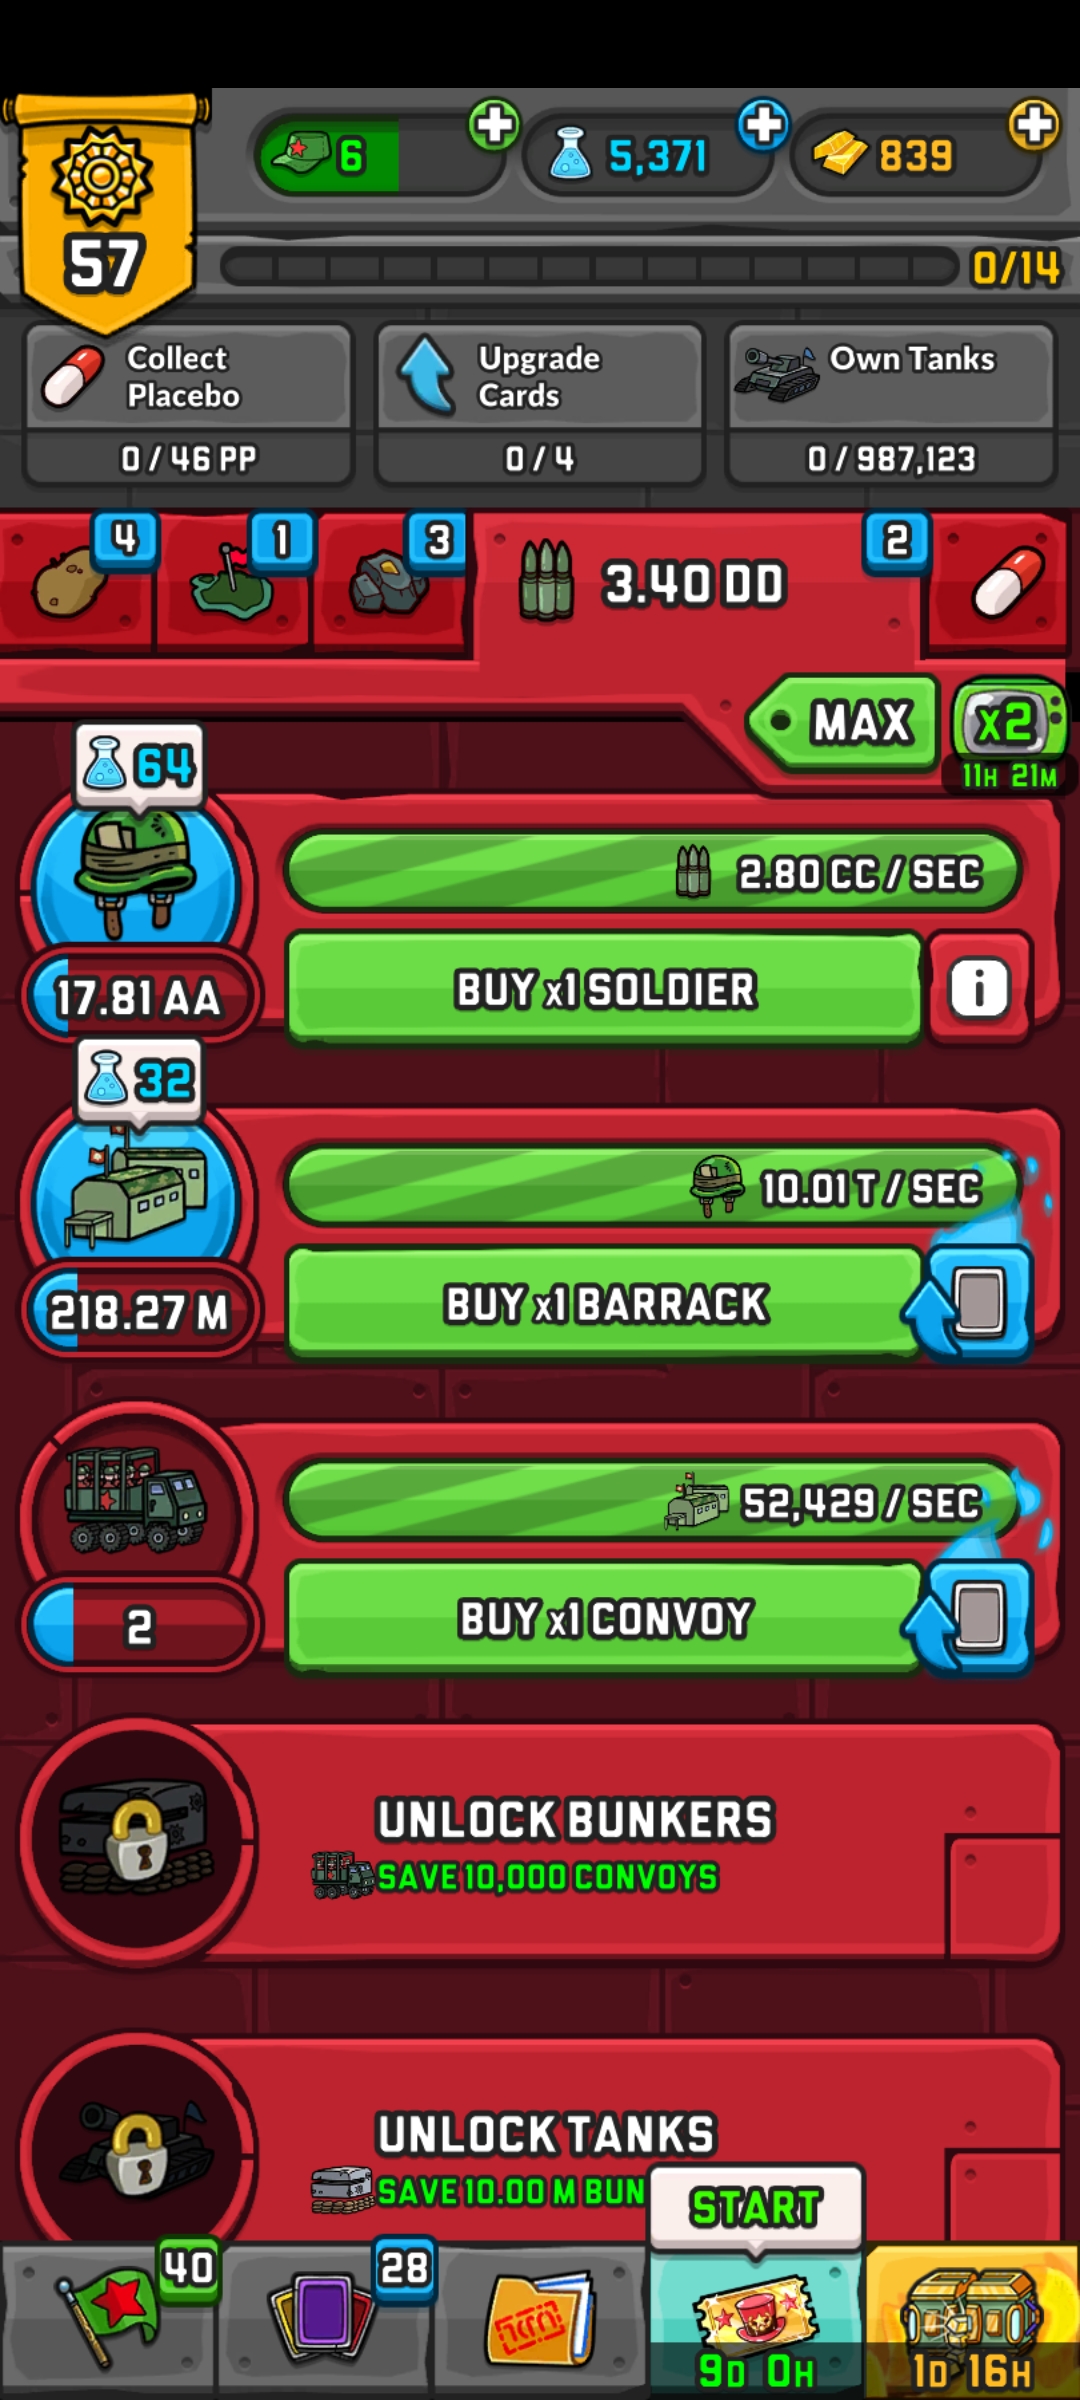 6
5,371
839
57
0/14
Collect
Placebo
0 / 46 PP
Upgrade
Cards
0 / 4
Own Tanks
0 / 987,123
4
1
3
3.40 DD
2
MAX
x2
11H 21M
64
2.80 CC / SEC
17.81 AA
BUY x1 SOLDIER
i
32
10.01 T / SEC
218.27 M
BUY x1 BARRACK
52,429 / SEC
2
BUY x1 CONVOY
UNLOCK BUNKERS
SAVE 10,000 CONVOYS
UNLOCK TANKS
SAVE 10.00 M BUN
START
40
28
9D 0H
1D 16H